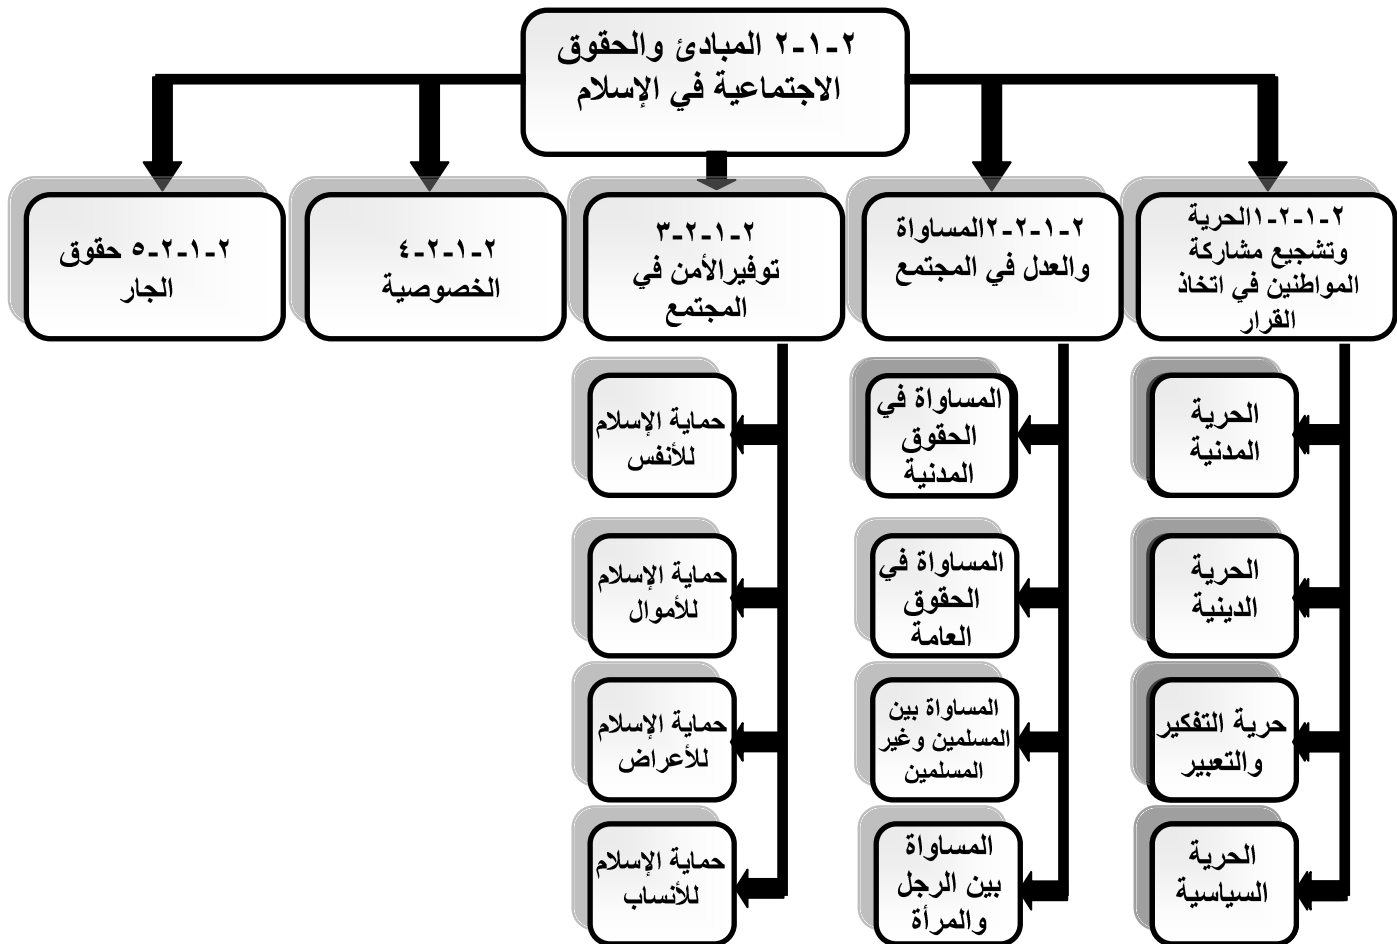 ٢-١-٢ المبادئ والحقوق
الاجتماعية في الإسلام
٢-١-٢-١الحرية
وتشجيع مشاركة
المواطنين في اتخاذ
القرار
٢-١-٢-٢المساواة
والعدل في المجتمع
٢-١-٢-٣
توفيرالأمن في
المجتمع
٢-١-٢-٤
الخصوصية
٢-١-٢-٥ حقوق
الجار
الحرية
المدنية
الحرية
الدينية
حرية التفكير
والتعبير
الحرية
السياسية
المساواة في
الحقوق
المدنية
المساواة في
الحقوق
العامة
المساواة بين
المسلمين وغير
المسلمين
المساواة
بين الرجل
والمرأة
حماية الإسلام
للأنفس
حماية الإسلام
للأموال
حماية الإسلام
للأعراض
حماية الإسلام
للأنساب